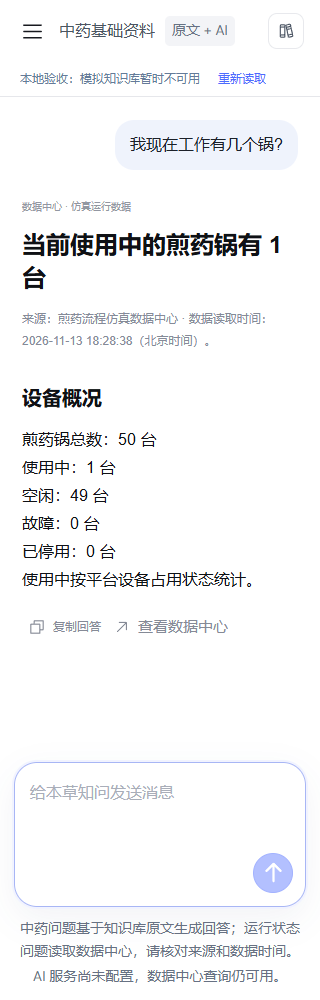 中药基础资料 原文 + AI
本地验收：模拟知识库暂时不可用 重新读取
我现在工作有几个锅?
数据中心 · 仿真运行数据
当前使用中的煎药锅有 1
台
来源：煎药流程仿真数据中心 · 数据读取时间：
2026-11-13 18:28:38（北京时间）。
设备概况
煎药锅总数：50 台
使用中：1 台
空闲：49 台
故障：0 台
已停用：0 台
使用中按平台设备占用状态统计。
复制回答 查看数据中心
给本草知问发送消息
中药问题基于知识库原文生成回答；运行状态
问题读取数据中心，请核对来源和数据时间。
AI 服务尚未配置，数据中心查询仍可用。